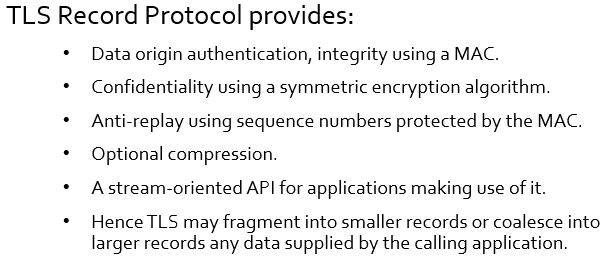 TLS Record Protocol provides:
• Data origin authentication, integrity using a MAC.
• Confidentiality using a symmetric encryption algorithm.
• Anti-replay using sequence numbers protected by the MAC.
• Optional compression.
• A stream-oriented API for applications making use of it.
• Hence TLS may fragment into smaller records or coalesce into
larger records any data supplied by the calling application.